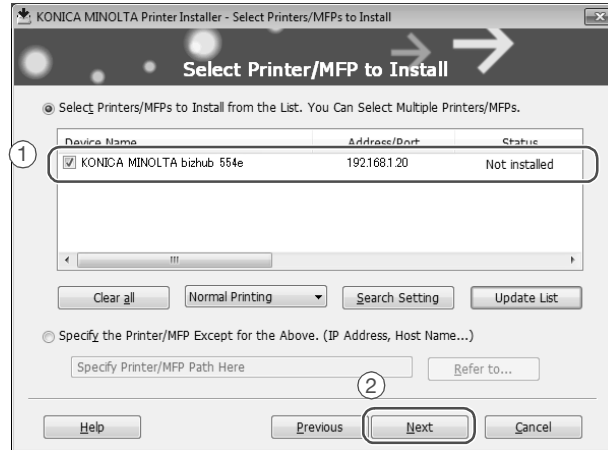 KONICA MINOLTA Printer Installer - Select Printers/MFPs to Install
Select Printer/MFP to Install
Select Printers/MFPs to Install from the List. You Can Select Multiple Printers/MFPs.
Device Name Address/Port Status
1
KONICA MINOLTA bizhub 554e 192.168.1.20 Not installed
Clear all Normal Printing Search Setting Update List
Specify the Printer/MFP Except for the Above. (IP Address, Host Name...)
Specify Printer/MFP Path Here Refer to...
2
Help Previous Next Cancel